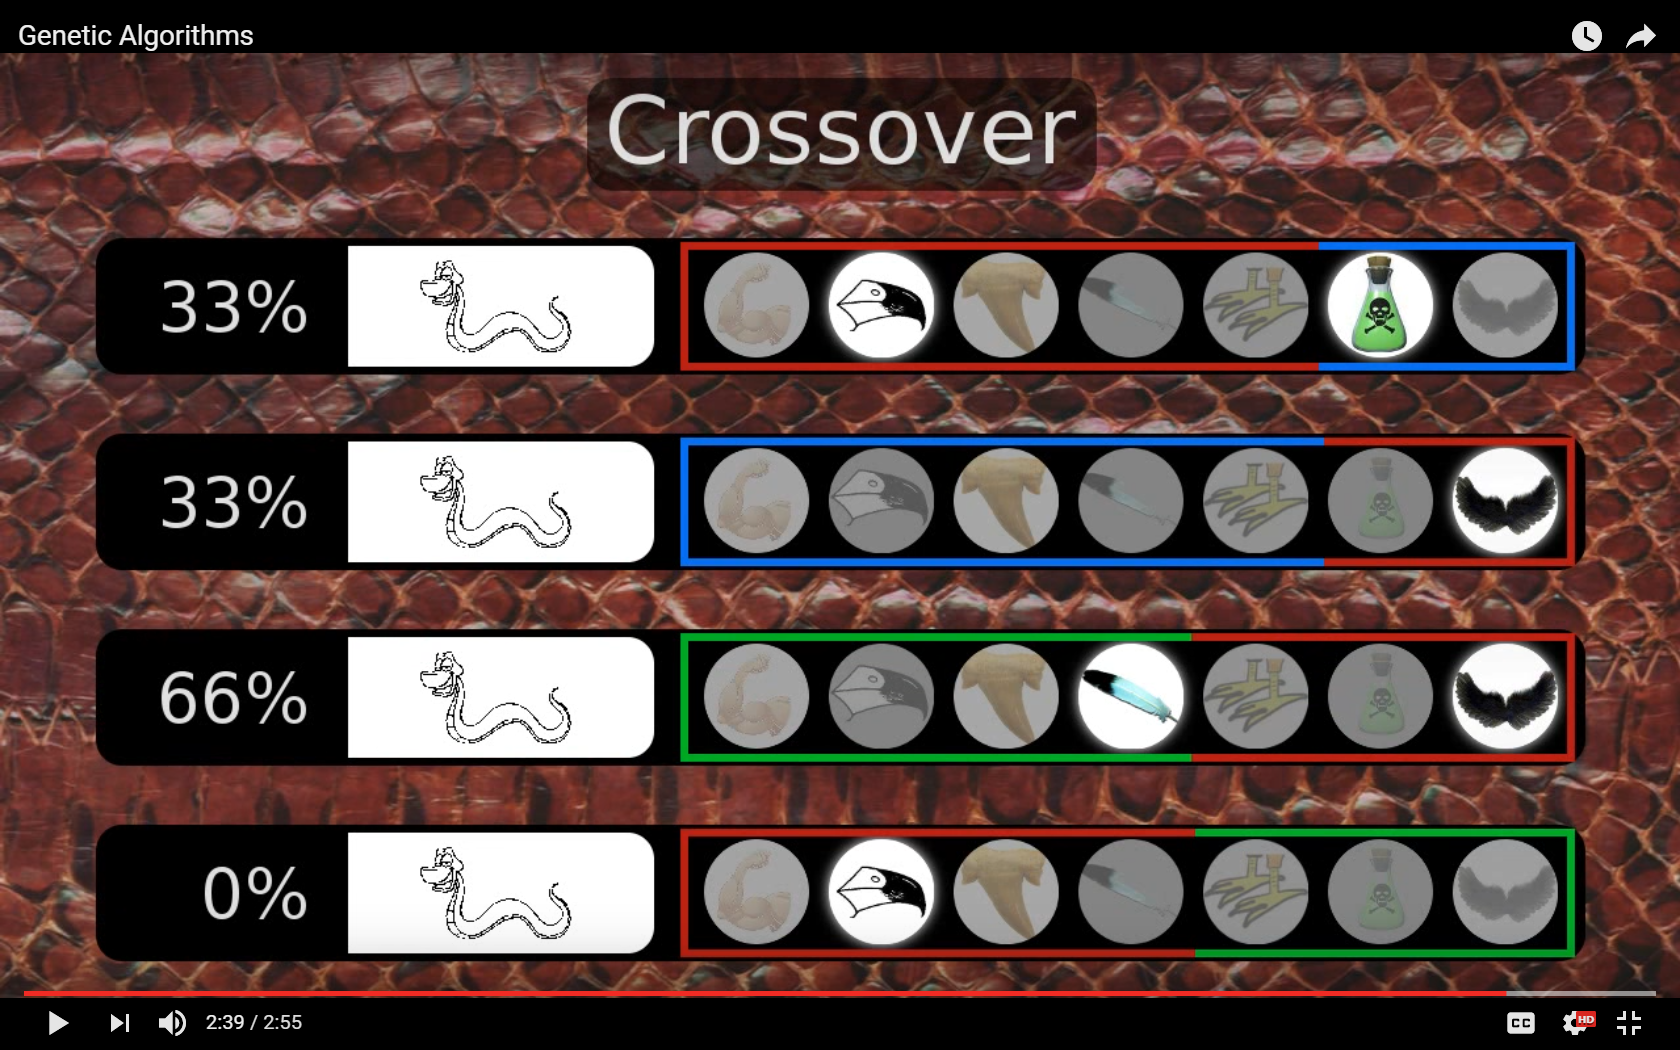 Genetic Algorithms
Crossover
33%
33%
66%
0%
2:39 / 2:55
CC
HD